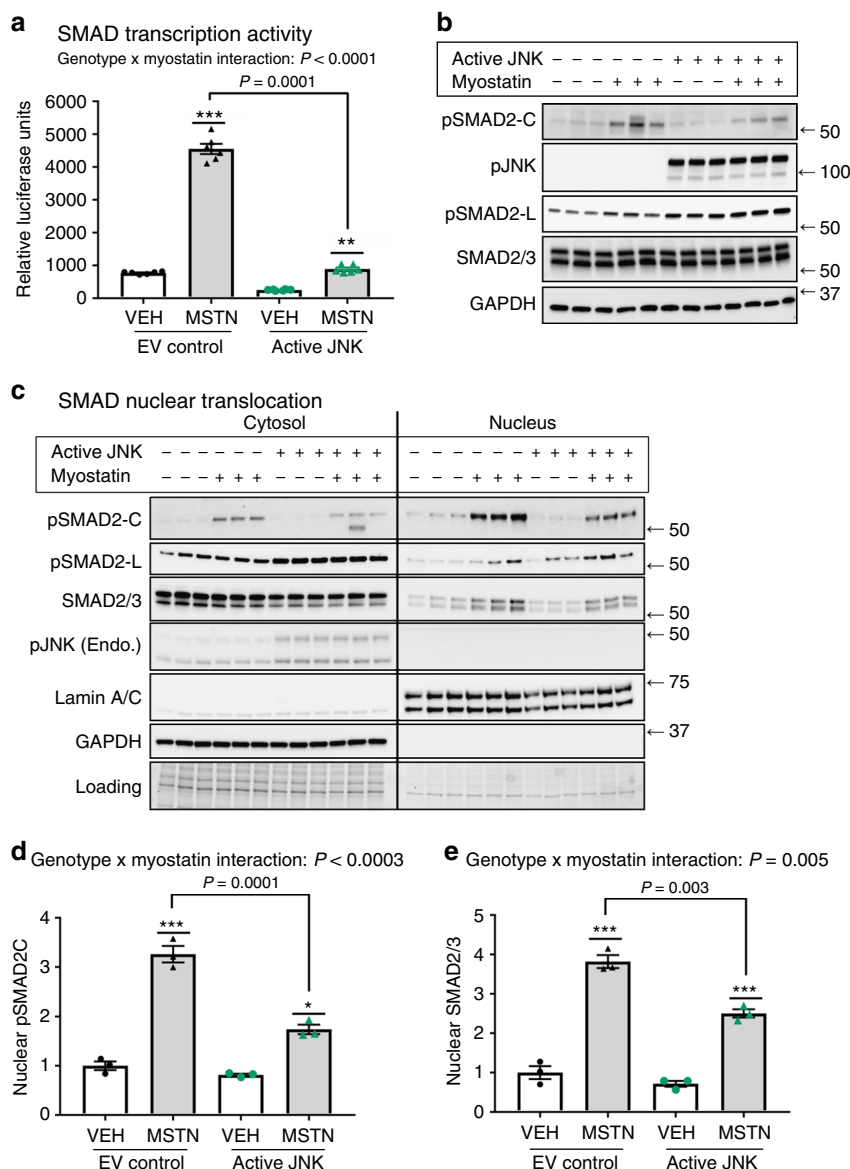 a SMAD transcription activity
Genotype x myostatin interaction: P < 0.0001
P = 0.0001
Relative luciferase units
6000
5000
4000
3000
2000
1000
0
***
**
VEH MSTN VEH MSTN
EV control Active JNK
b
Active JNK − − − − − − + + + + + +
Myostatin − − − + + + − − − + + +
pSMAD2-C ← 50
pJNK ← 100
pSMAD2-L ← 50
SMAD2/3 ← 50
GAPDH ← 37
c SMAD nuclear translocation
Cytosol Nucleus
Active JNK − − − − − − + + + + + + − − − − − − + + + + + +
Myostatin − − − + + + − − − + + + − − − + + + − − − + + +
pSMAD2-C ← 50
pSMAD2-L ← 50
SMAD2/3 ← 50
pJNK (Endo.) ← 50
Lamin A/C ← 75
GAPDH ← 37
Loading
d Genotype x myostatin interaction: P < 0.0003
P = 0.0001
Nuclear pSMAD2C
4
3
2
1
0
***
*
VEH MSTN VEH MSTN
EV control Active JNK
e Genotype x myostatin interaction: P = 0.005
P = 0.003
Nuclear SMAD2/3
5
4
3
2
1
0
***
***
VEH MSTN VEH MSTN
EV control Active JNK